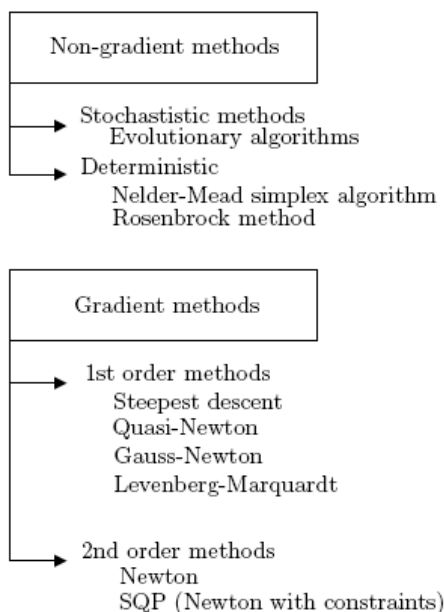 Non-gradient methods
Stochastistic methods
Evolutionary algorithms
Deterministic
Nelder-Mead simplex algorithm
Rosenbrock method
Gradient methods
1st order methods
Steepest descent
Quasi-Newton
Gauss-Newton
Levenberg-Marquardt
2nd order methods
Newton
SQP (Newton with constraints)